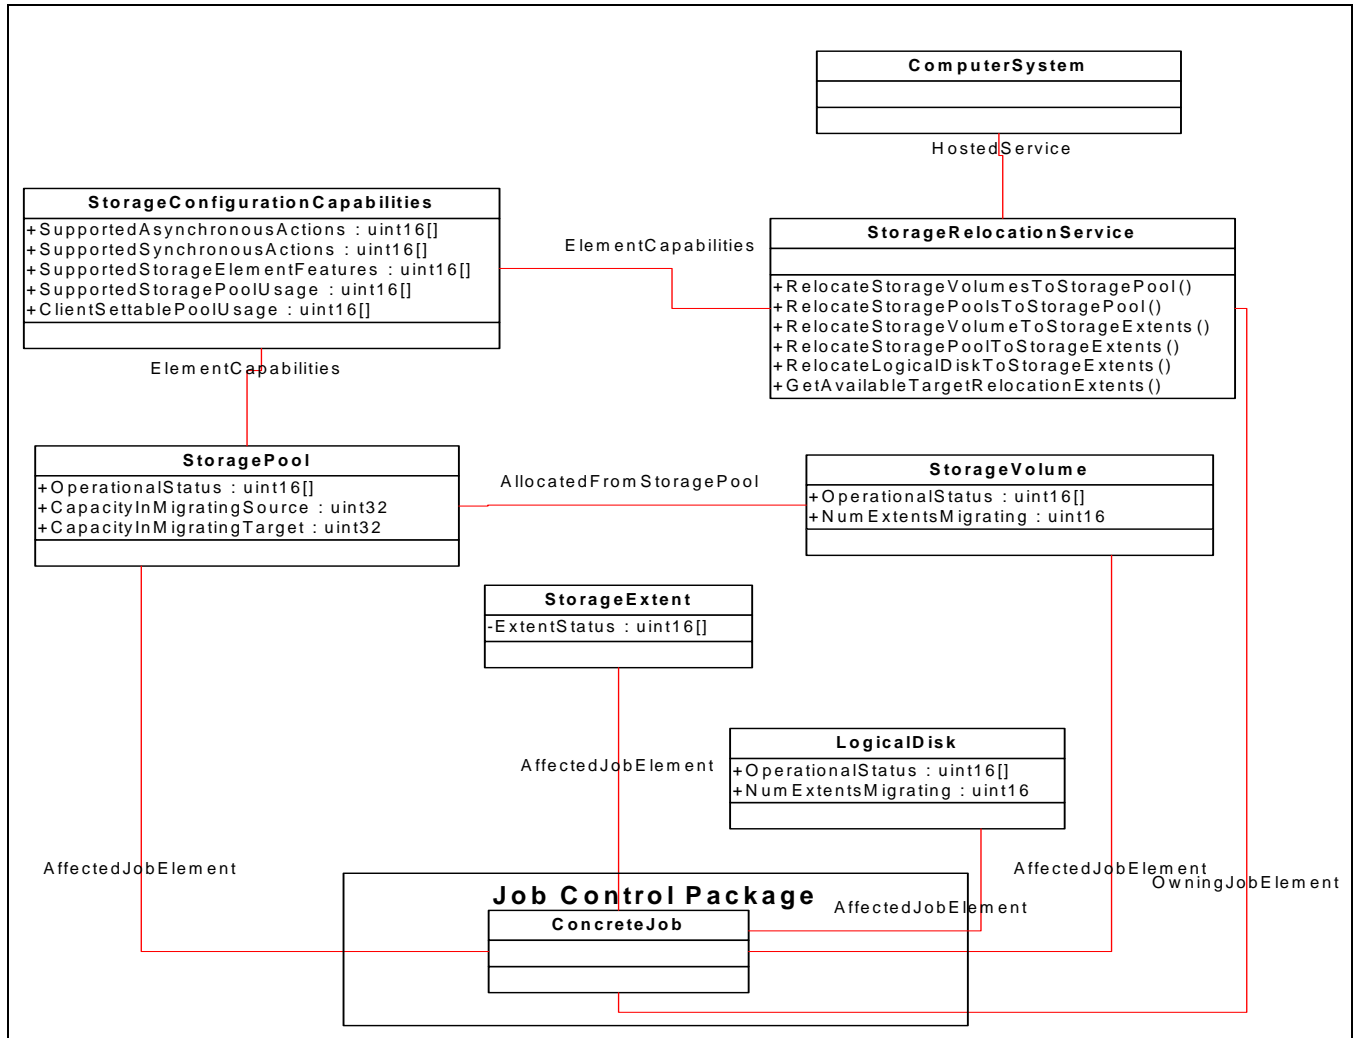 ComputerSystem
HostedService
StorageConfigurationCapabilities
+SupportedAsynchronousActions : uint16[]
+SupportedSynchronousActions : uint16[]
+SupportedStorageElementFeatures : uint16[]
+SupportedStoragePoolUsage : uint16[]
+ClientSettablePoolUsage : uint16[]
ElementCapabilities
StorageRelocationService
+RelocateStorageVolumesToStoragePool()
+RelocateStoragePoolsToStoragePool()
+RelocateStorageVolumeToStorageExtents()
+RelocateStoragePoolToStorageExtents()
+RelocateLogicalDiskToStorageExtents()
+GetAvailableTargetRelocationExtents()
ElementCapabilities
StoragePool
+OperationalStatus : uint16[]
+CapacityInMigratingSource : uint32
+CapacityInMigratingTarget : uint32
AllocatedFromStoragePool
StorageVolume
+OperationalStatus : uint16[]
+NumExtentsMigrating : uint16
StorageExtent
-ExtentStatus : uint16[]
LogicalDisk
+OperationalStatus : uint16[]
+NumExtentsMigrating : uint16
AffectedJobElement
AffectedJobElement
AffectedJobElement
OwningJobElement
Job Control Package
AffectedJobElement
ConcreteJob